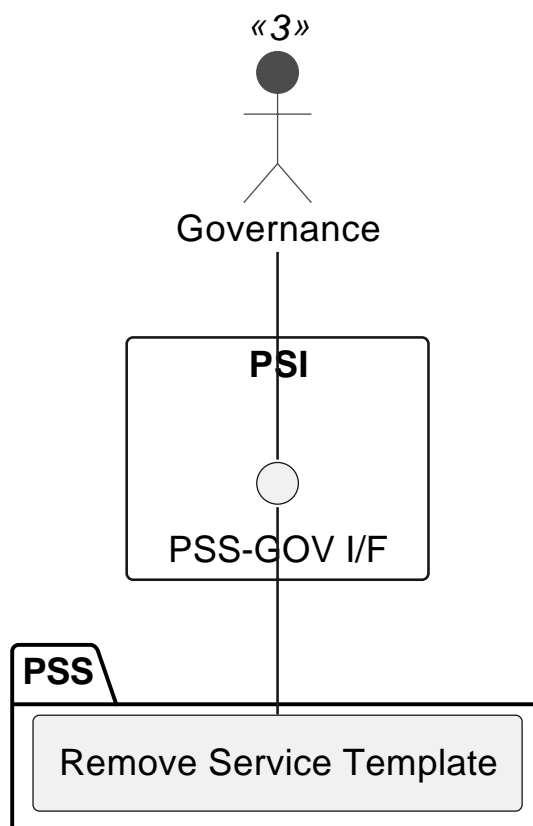 «3»
Governance
PSI
PSS-GOV I/F
PSS
Remove Service Template